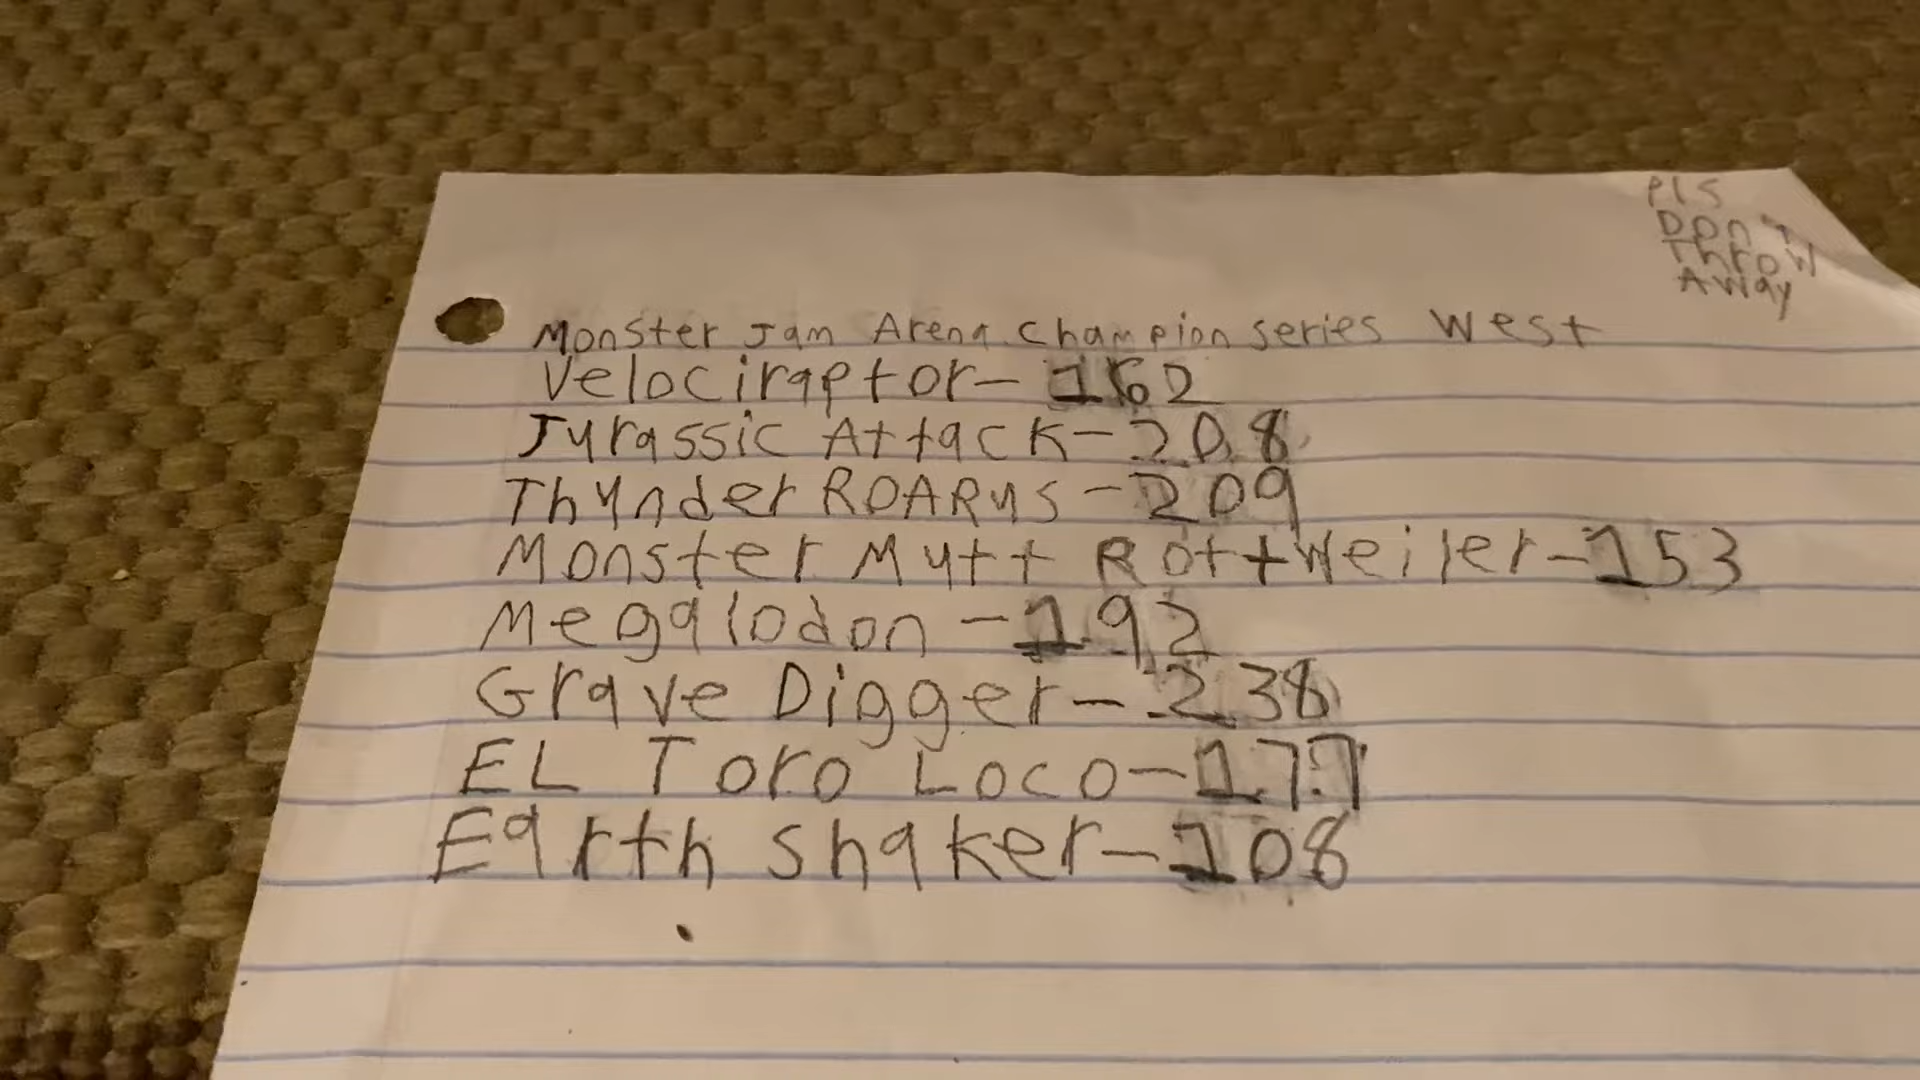 Pls
Don't
Throw
Away
Monster Jam Arena Champion series West
Velociraptor- 162
Jurassic Attack-208
Thunder ROARus-209
Monster Mutt Rottweiler-153
Megalodon-192
Grave Digger-238
EL Toro Loco-177
Earth shaker-108